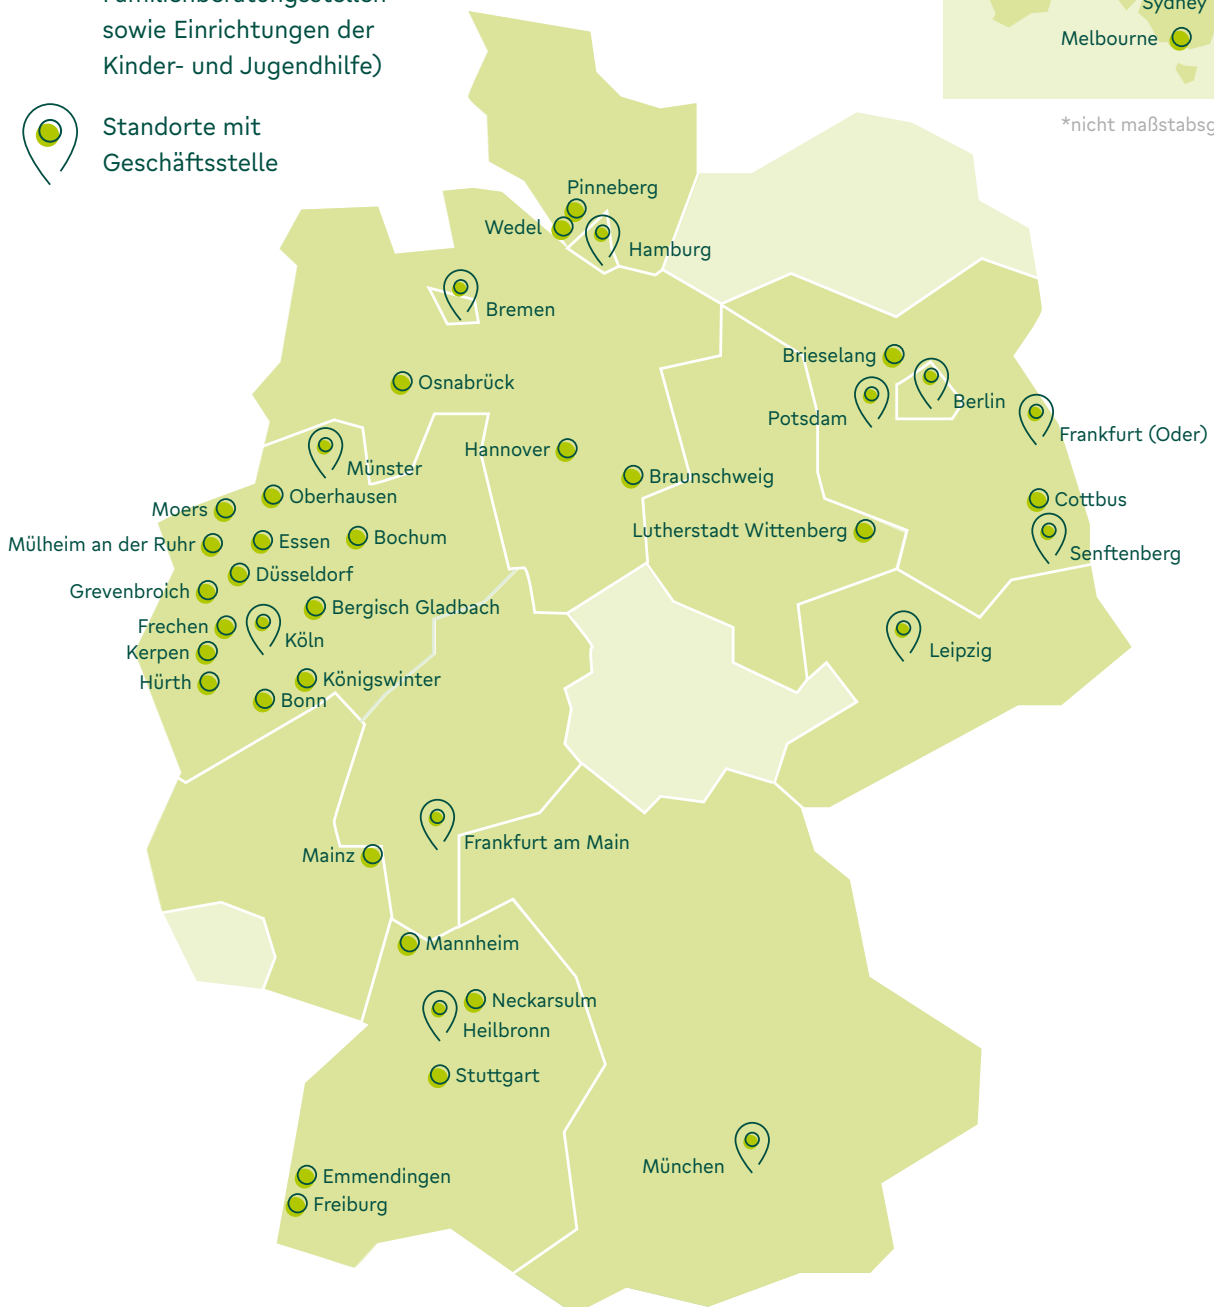 Familienberatungsstellen
sowie Einrichtungen der
Kinder- und Jugendhilfe)
Standorte mit
Geschäftsstelle
Sydney
Melbourne
Pinneberg
Wedel
Hamburg
Bremen
Brieselang
Osnabrück
Berlin
Potsdam
Frankfurt (Oder)
Hannover
Münster
Braunschweig
Oberhausen
Cottbus
Moers
Lutherstadt Wittenberg
Bochum
Essen
Mülheim an der Ruhr
Senftenberg
Düsseldorf
Grevenbroich
Bergisch Gladbach
Frechen
Köln
Kerpen
Leipzig
Königswinter
Hürth
Bonn
Frankfurt am Main
Mainz
Mannheim
Neckarsulm
Heilbronn
Stuttgart
München
Emmendingen
Freiburg